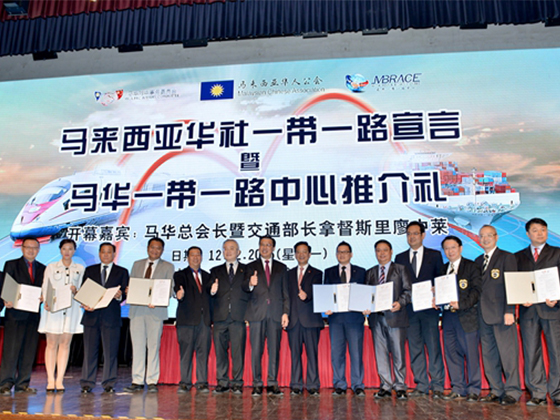 马来西亚华人公会
Malaysian Chinese Association
MBRACE
马来西亚华社一带一路宣言
暨
马华一带一路中心推介礼
开幕嘉宾：马华总会长暨交通部长拿督斯里廖中莱